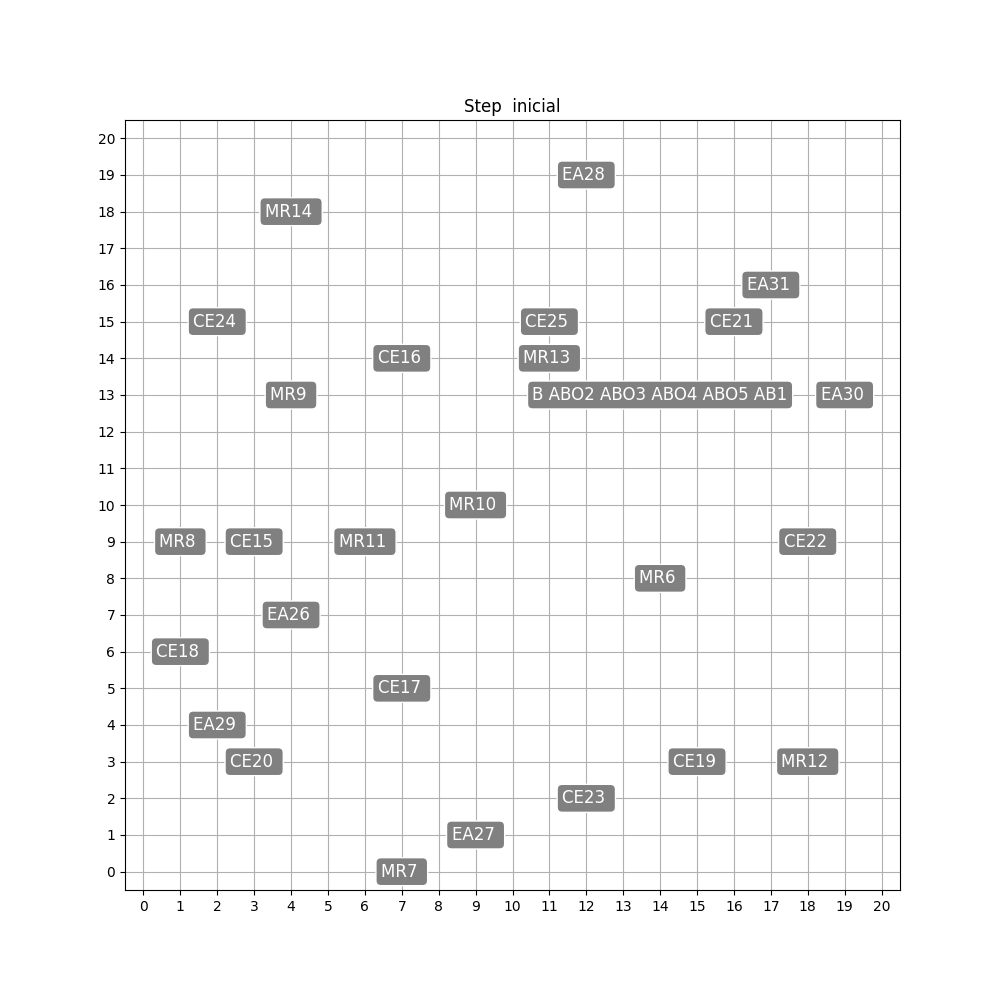 Step inicial
20
19 EA28
18 MR14
17
16 EA31
15 CE24 CE25 CE21
14 CE16 MR13
13 MR9 B ABO2 ABO3 ABO4 ABO5 AB1 EA30
12
11
10 MR10
9 MR8 CE15 MR11 CE22
8 MR6
7 EA26
6 CE18
5 CE17
4 EA29
3 CE20 CE19 MR12
2 CE23
1 EA27
0 MR7
0 1 2 3 4 5 6 7 8 9 10 11 12 13 14 15 16 17 18 19 20